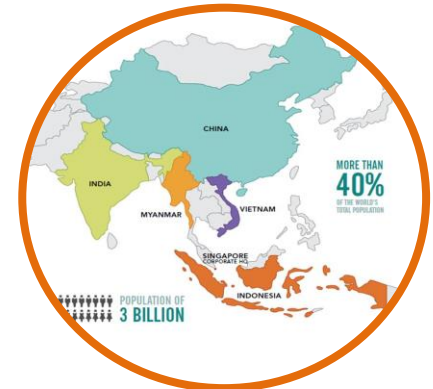 CHINA
MORE THAN
40%
OF THE WORLD'S
TOTAL POPULATION
INDIA
MYANMAR
VIETNAM
SINGAPORE
CORPORATE HQ
INDONESIA
POPULATION OF
3 BILLION